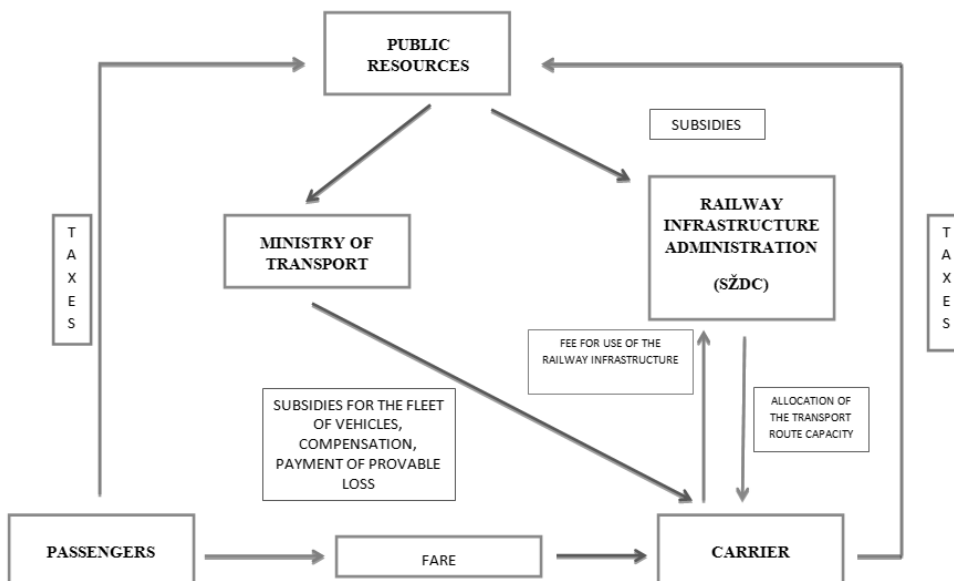 PUBLIC
RESOURCES
SUBSIDIES
RAILWAY
INFRASTRUCTURE
ADMINISTRATION
(SŽDC)
MINISTRY OF
TRANSPORT
T
A
X
E
S
T
A
X
E
S
FEE FOR USE OF THE
RAILWAY INFRASTRUCTURE
SUBSIDIES FOR THE FLEET
OF VEHICLES,
COMPENSATION,
PAYMENT OF PROVABLE
LOSS
ALLOCATION OF
THE TRANSPORT
ROUTE CAPACITY
PASSENGERS
FARE
CARRIER